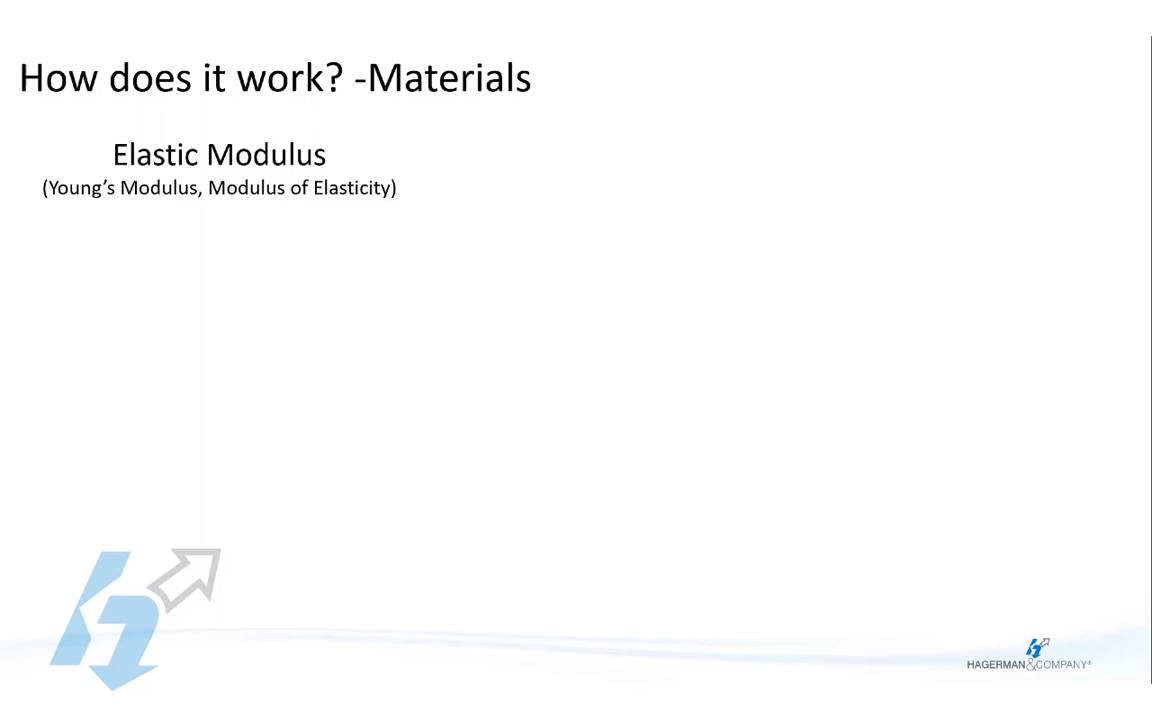 How does it work? -Materials
Elastic Modulus
(Young’s Modulus, Modulus of Elasticity)
HAGERMAN&COMPANY®